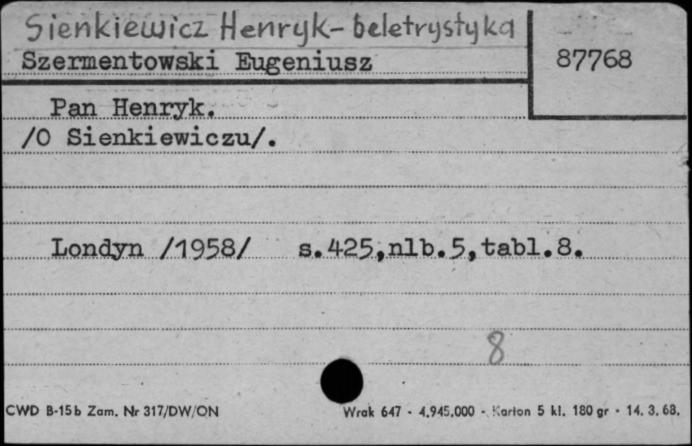 Sienkiewicz Henryk - beletrystyka
Szermentowski Eugeniusz
87768
Pan Henryk.
/O Sienkiewiczu/.
Londyn /1958/ s.425,nlb.5,tabl.8.
8
CWD B-15b Zam. Nr 317/DW/ON
Wrak 647 - 4.945.000 - Karton 5 kl. 180 gr - 14. 3. 68.